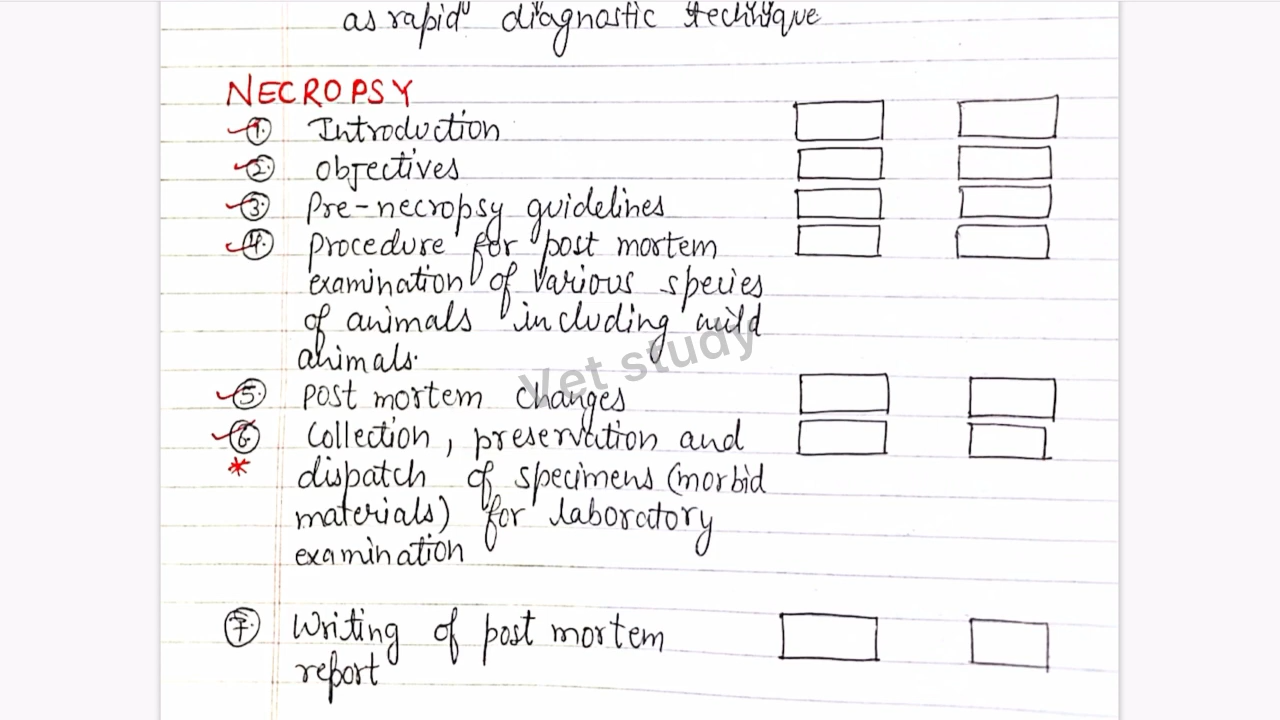 as rapid diagnostic technique
NECROPSY
1. Introduction
2. Objectives
3. Pre-necropsy guidelines
4. Procedure for post mortem
examination of various species
of animals including wild
animals.
5. Post mortem changes
6. Collection, preservation and
* dispatch of specimens (morbid
materials) for laboratory
examination
7 Writing of post mortem
report
Vet study